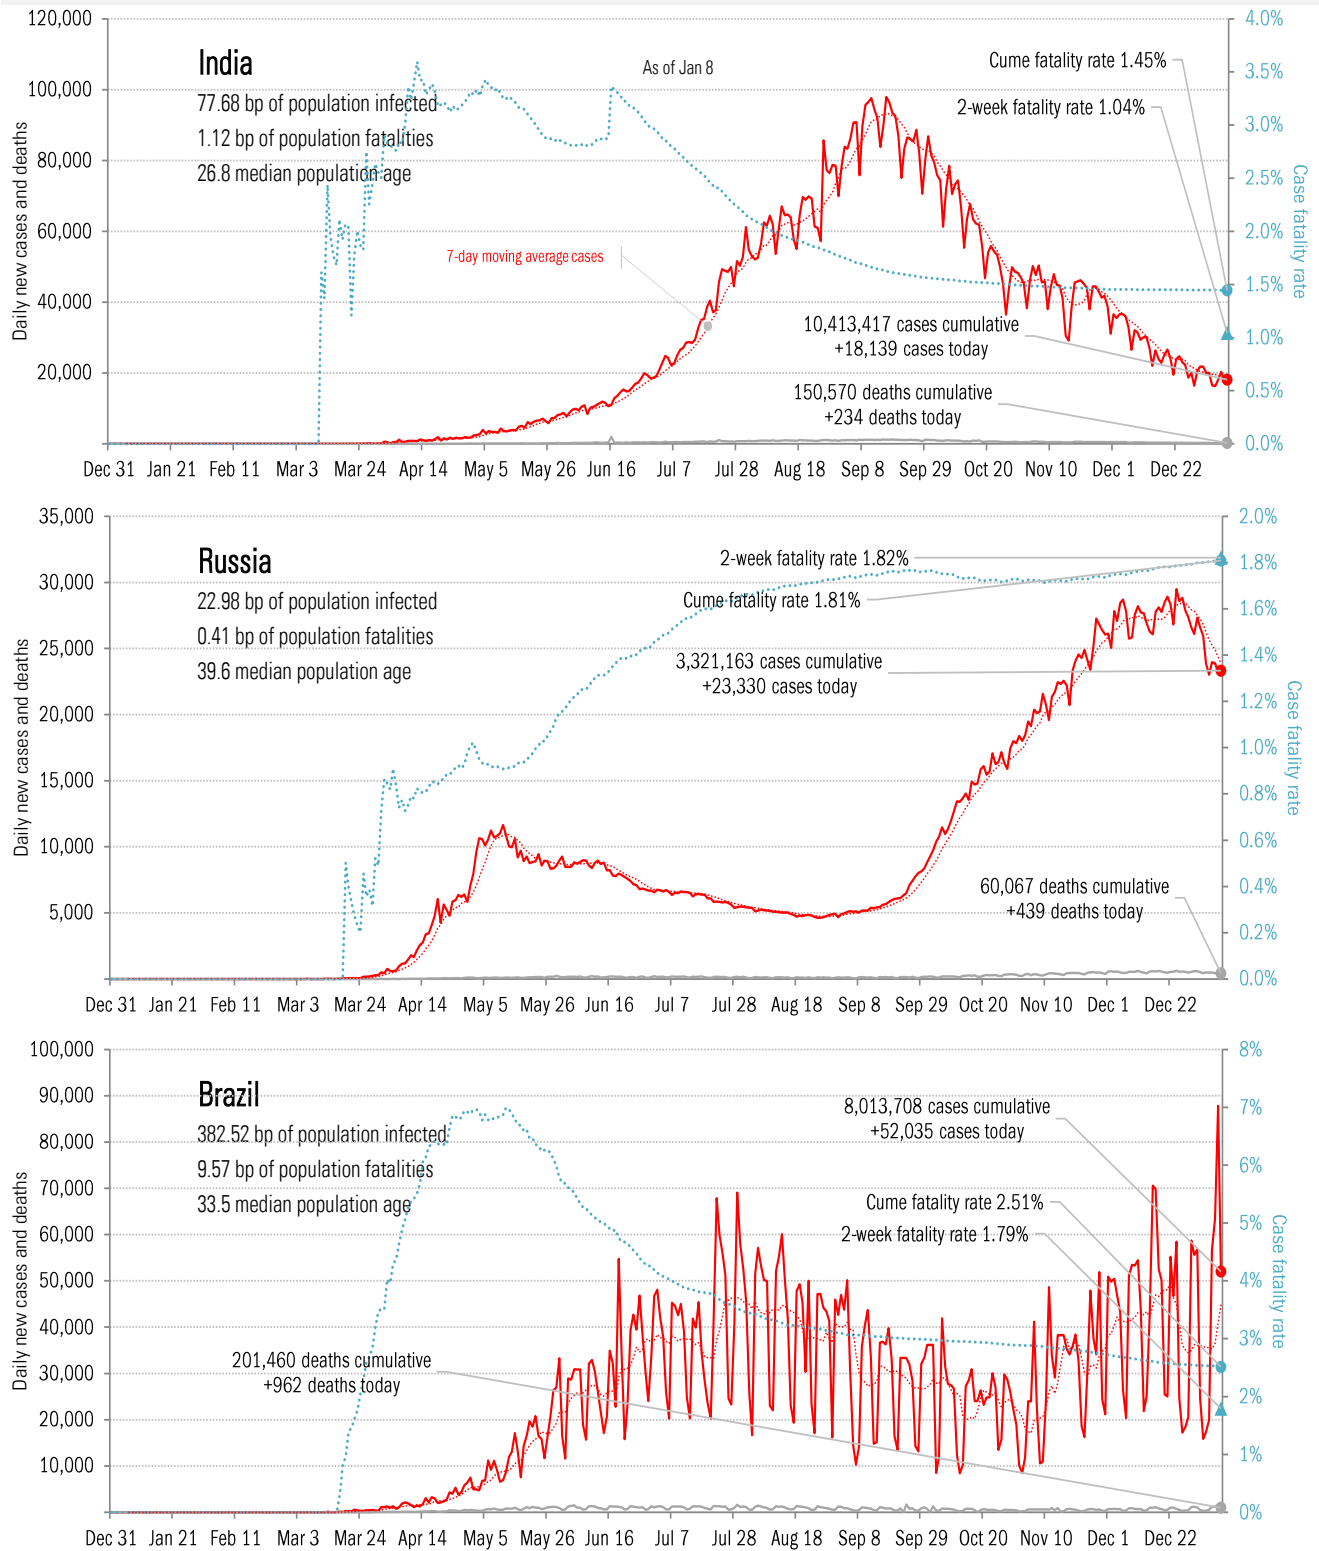 120,000
100,000
80,000
60,000
40,000
20,000
Daily new cases and deaths
India
77.68 bp of population infected
1.12 bp of population fatalities
26.8 median population age
As of Jan 8
7-day moving average cases
Cume fatality rate 1.45%
2-week fatality rate 1.04%
10,413,417 cases cumulative
+18,139 cases today
150,570 deaths cumulative
+234 deaths today
4.0%
3.5%
3.0%
2.5%
2.0%
1.5%
1.0%
0.5%
0.0%
Case fatality rate
Dec 31 Jan 21 Feb 11 Mar 3 Mar 24 Apr 14 May 5 May 26 Jun 16 Jul 7 Jul 28 Aug 18 Sep 8 Sep 29 Oct 20 Nov 10 Dec 1 Dec 22
35,000
30,000
25,000
20,000
15,000
10,000
5,000
Daily new cases and deaths
Russia
22.98 bp of population infected
0.41 bp of population fatalities
39.6 median population age
2-week fatality rate 1.82%
Cume fatality rate 1.81%
3,321,163 cases cumulative
+23,330 cases today
60,067 deaths cumulative
+439 deaths today
2.0%
1.8%
1.6%
1.4%
1.2%
1.0%
0.8%
0.6%
0.4%
0.2%
0.0%
Case fatality rate
Dec 31 Jan 21 Feb 11 Mar 3 Mar 24 Apr 14 May 5 May 26 Jun 16 Jul 7 Jul 28 Aug 18 Sep 8 Sep 29 Oct 20 Nov 10 Dec 1 Dec 22
100,000
90,000
80,000
70,000
60,000
50,000
40,000
30,000
20,000
10,000
Daily new cases and deaths
Brazil
382.52 bp of population infected
9.57 bp of population fatalities
33.5 median population age
8,013,708 cases cumulative
+52,035 cases today
Cume fatality rate 2.51%
2-week fatality rate 1.79%
201,460 deaths cumulative
+962 deaths today
8%
7%
6%
5%
4%
3%
2%
1%
0%
Case fatality rate
Dec 31 Jan 21 Feb 11 Mar 3 Mar 24 Apr 14 May 5 May 26 Jun 16 Jul 7 Jul 28 Aug 18 Sep 8 Sep 29 Oct 20 Nov 10 Dec 1 Dec 22